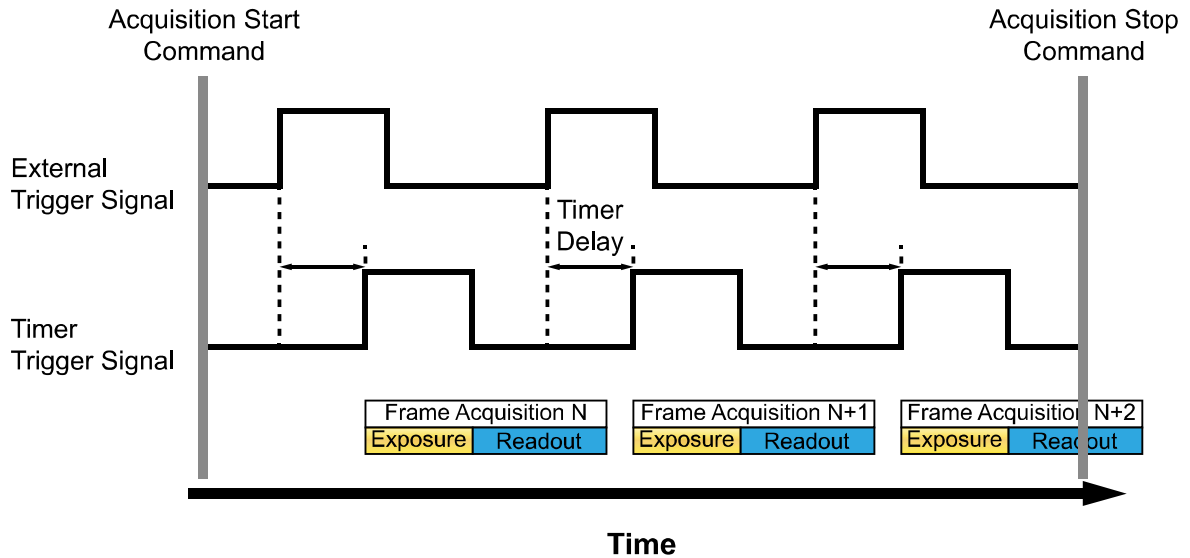 Acquisition Start
Command
Acquisition Stop
Command
External
Trigger Signal
Timer
Delay
Timer
Trigger Signal
Frame Acquisition N
Frame Acquisition N+1
Frame Acquisition N+2
Exposure
Readout
Exposure
Readout
Exposure
Readout
Time